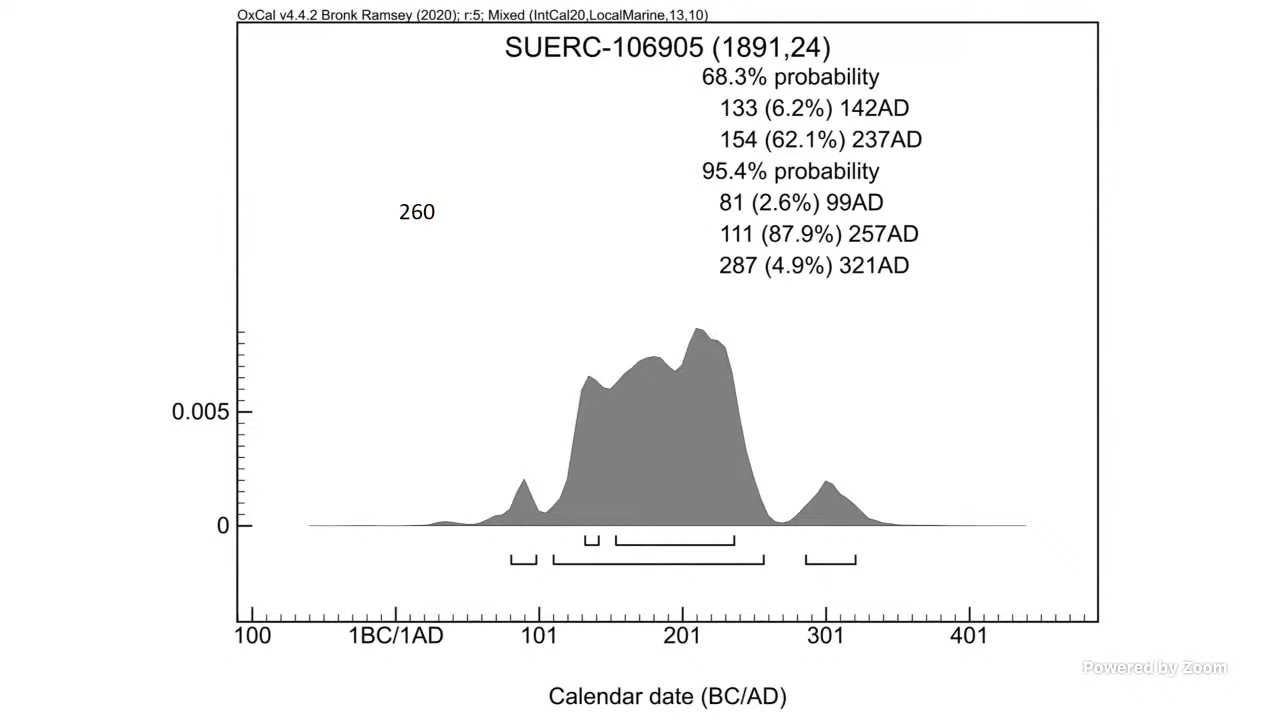 OxCal v4.4.2 Bronk Ramsey (2020); r:5; Mixed (IntCal20,LocalMarine,13,10)
SUERC-106905 (1891,24)
68.3% probability
133 (6.2%) 142AD
154 (62.1%) 237AD
95.4% probability
81 (2.6%) 99AD
260
111 (87.9%) 257AD
287 (4.9%) 321AD
0.005
0
100 1BC/1AD 101 201 301 401
Powered by Zoom
Calendar date (BC/AD)